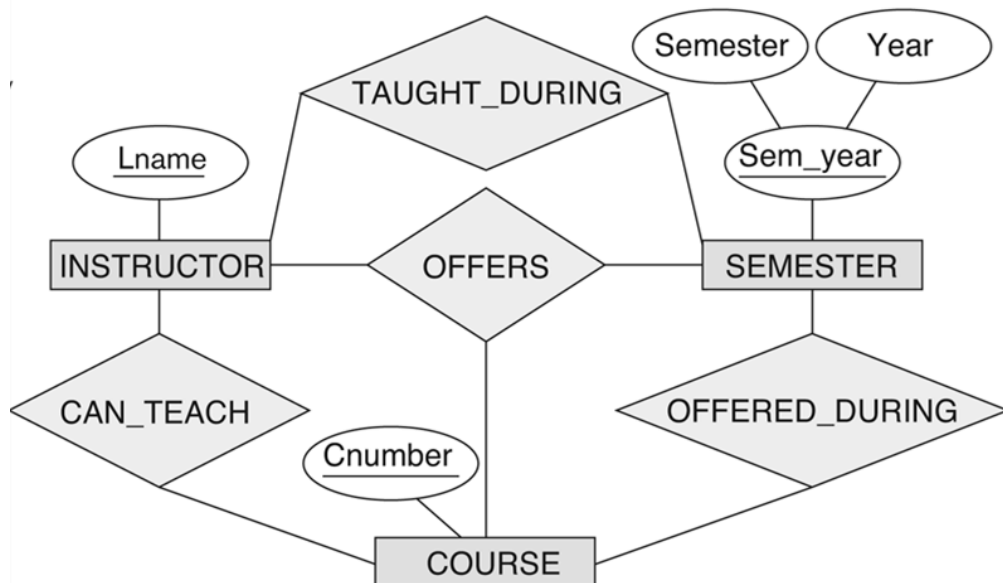 Semester
Year
TAUGHT_DURING
Lname
Sem_year
INSTRUCTOR
OFFERS
SEMESTER
CAN_TEACH
OFFERED_DURING
Cnumber
COURSE